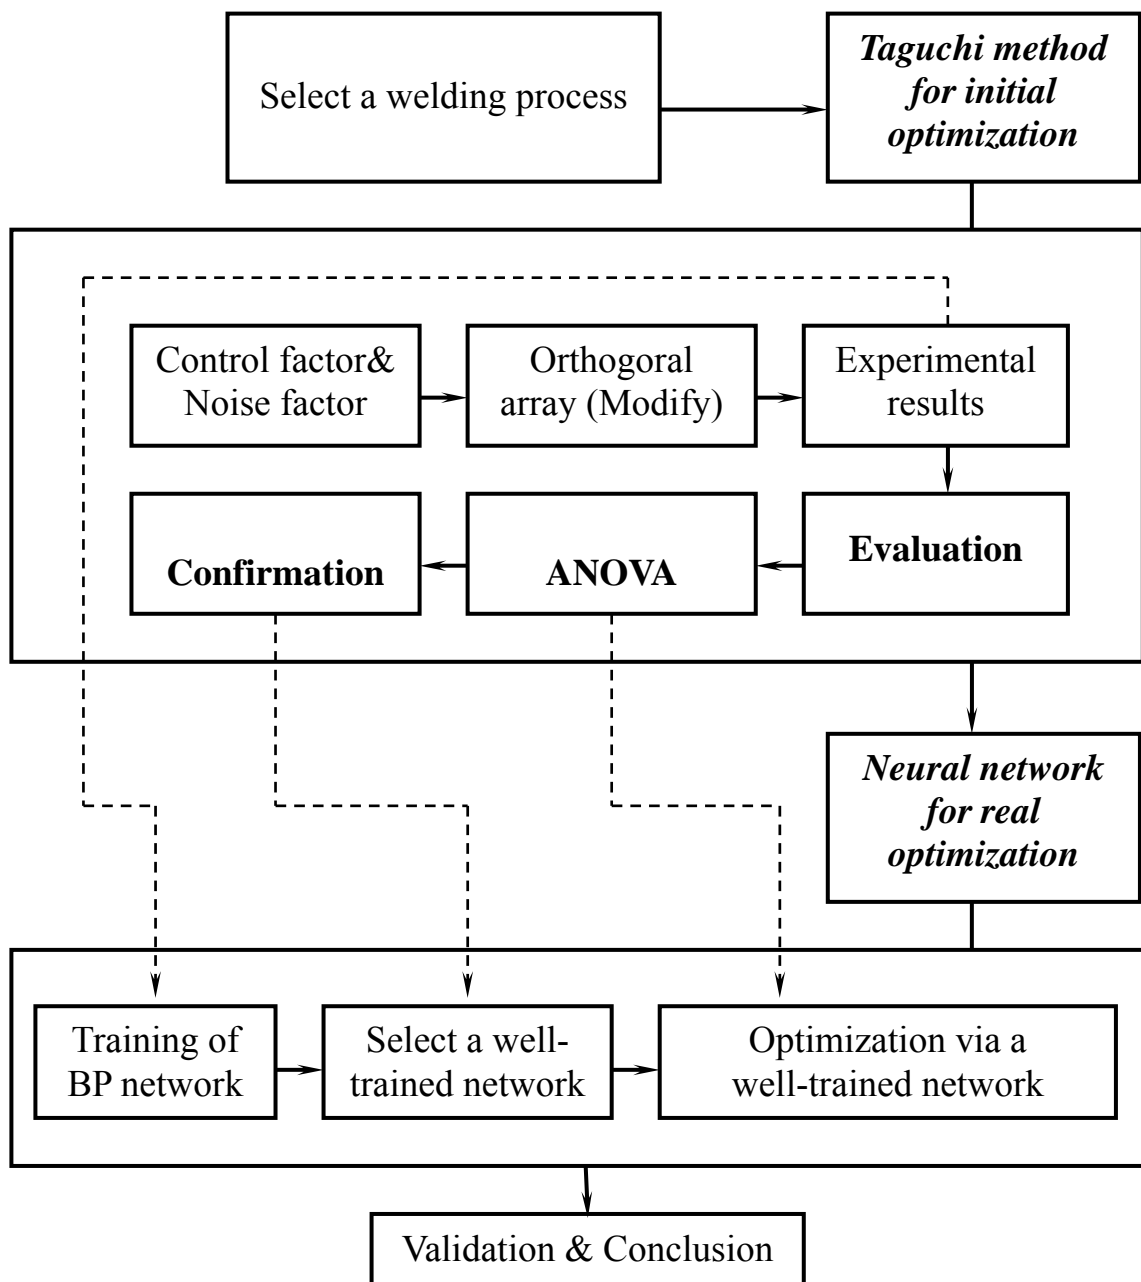 Select a welding process
Taguchi method
for initial
optimization
Control factor&
Noise factor
Orthogoral
array (Modify)
Experimental
results
Confirmation
ANOVA
Evaluation
Neural network
for real
optimization
Training of
BP network
Select a well-
trained network
Optimization via a
well-trained network
Validation & Conclusion